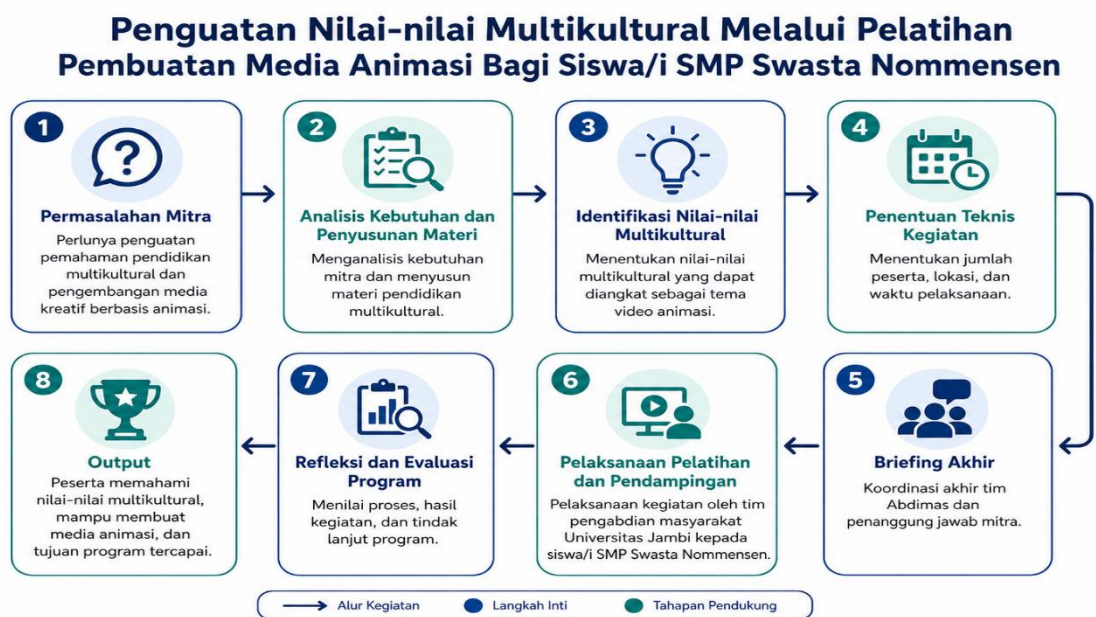 Penguatan Nilai-nilai Multikultural Melalui Pelatihan
Pembuatan Media Animasi Bagi Siswa/i SMP Swasta Nommensen
1
Permasalahan Mitra
Perlunya penguatan
pemahaman pendidikan
multikultural dan
pengembangan media
kreatif berbasis animasi.
2
Analisis Kebutuhan dan
Penyusunan Materi
Menganalisis kebutuhan
mitra dan menyusun
materi pendidikan
multikultural.
3
Identifikasi Nilai-nilai
Multikultural
Menentukan nilai-nilai
multikultural yang dapat
diangkat sebagai tema
video animasi.
4
Penentuan Teknis
Kegiatan
Menentukan jumlah
peserta, lokasi, dan
waktu pelaksanaan.
5
Briefing Akhir
Koordinasi akhir tim
Abdimas dan
penanggung jawab mitra.
6
Pelaksanaan Pelatihan
dan Pendampingan
Pelaksanaan kegiatan oleh tim
pengabdian masyarakat
Universitas Jambi kepada
siswa/i SMP Swasta Nommensen.
7
Refleksi dan Evaluasi
Program
Menilai proses, hasil
kegiatan, dan tindak
lanjut program.
8
Output
Peserta memahami
nilai-nilai multikultural,
mampu membuat
media animasi, dan
tujuan program tercapai.
Alur Kegiatan
Langkah Inti
Tahapan Pendukung